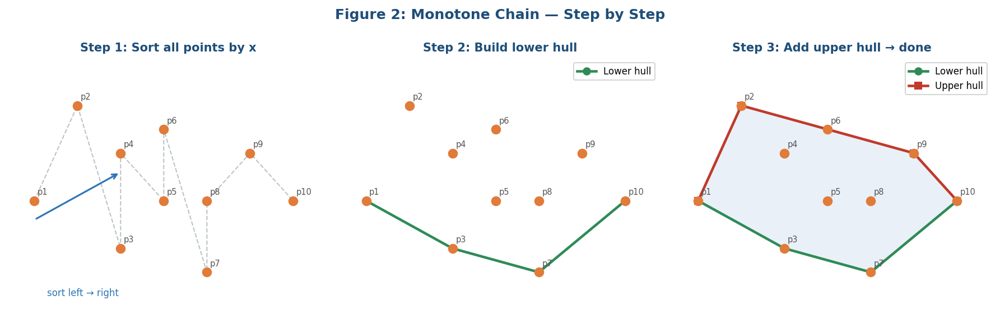 Figure 2: Monotone Chain — Step by Step
Step 1: Sort all points by x
p2
p6
p4
p9
p1
p5
p8
p10
p3
p7
sort left → right
Step 2: Build lower hull
Lower hull
p2
p6
p4
p9
p1
p5
p8
p10
p3
p7
Step 3: Add upper hull → done
Lower hull
Upper hull
p2
p6
p4
p9
p1
p5
p8
p10
p3
p7